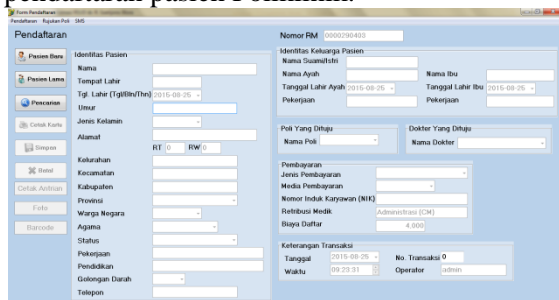 pendaftaran pasien Poliklinik.
Form Pendaftaran
Pendaftaran Rujukan Poli SMS
Pendaftaran
Nomor RM 0000290403
Pasien Baru
Pasien Lama
Pencarian
Cetak Kartu
Simpan
Batal
Cetak Antrian
Foto
Barcode
Identitas Pasien
Nama
Tempat Lahir
Tgl. Lahir (Tgl/Bln/Thn) 2015-08-25
Umur
Jenis Kelamin
Alamat
RT 0 RW 0
Kelurahan
Kecamatan
Kabupaten
Provinsi
Warga Negara
Agama
Status
Pekerjaan
Pendidikan
Golongan Darah
Telepon
Identitas Keluarga Pasien
Nama Suami/Istri
Nama Ayah Nama Ibu
Tanggal Lahir Ayah 2015-08-25 Tanggal Lahir Ibu 2015-08-25
Pekerjaan Pekerjaan
Poli Yang Dituju
Nama Poli
Dokter Yang Dituju
Nama Dokter
Pembayaran
Jenis Pembayaran
Media Pembayaran
Nomor Induk Karyawan (NIK)
Retribusi Medik Administrasi (CM)
Biaya Daftar 4.000
Keterangan Transaksi
Tanggal 2015-08-25 No. Transaksi 0
Waktu 09:23:31 Operator admin